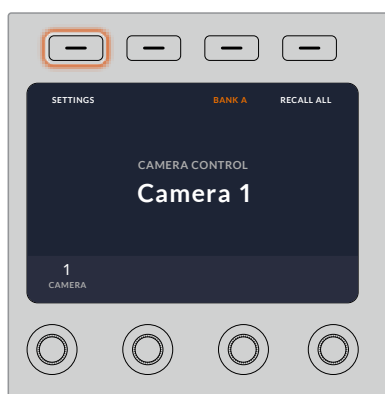 SETTINGS BANK A RECALL ALL
CAMERA CONTROL
Camera 1
1
CAMERA